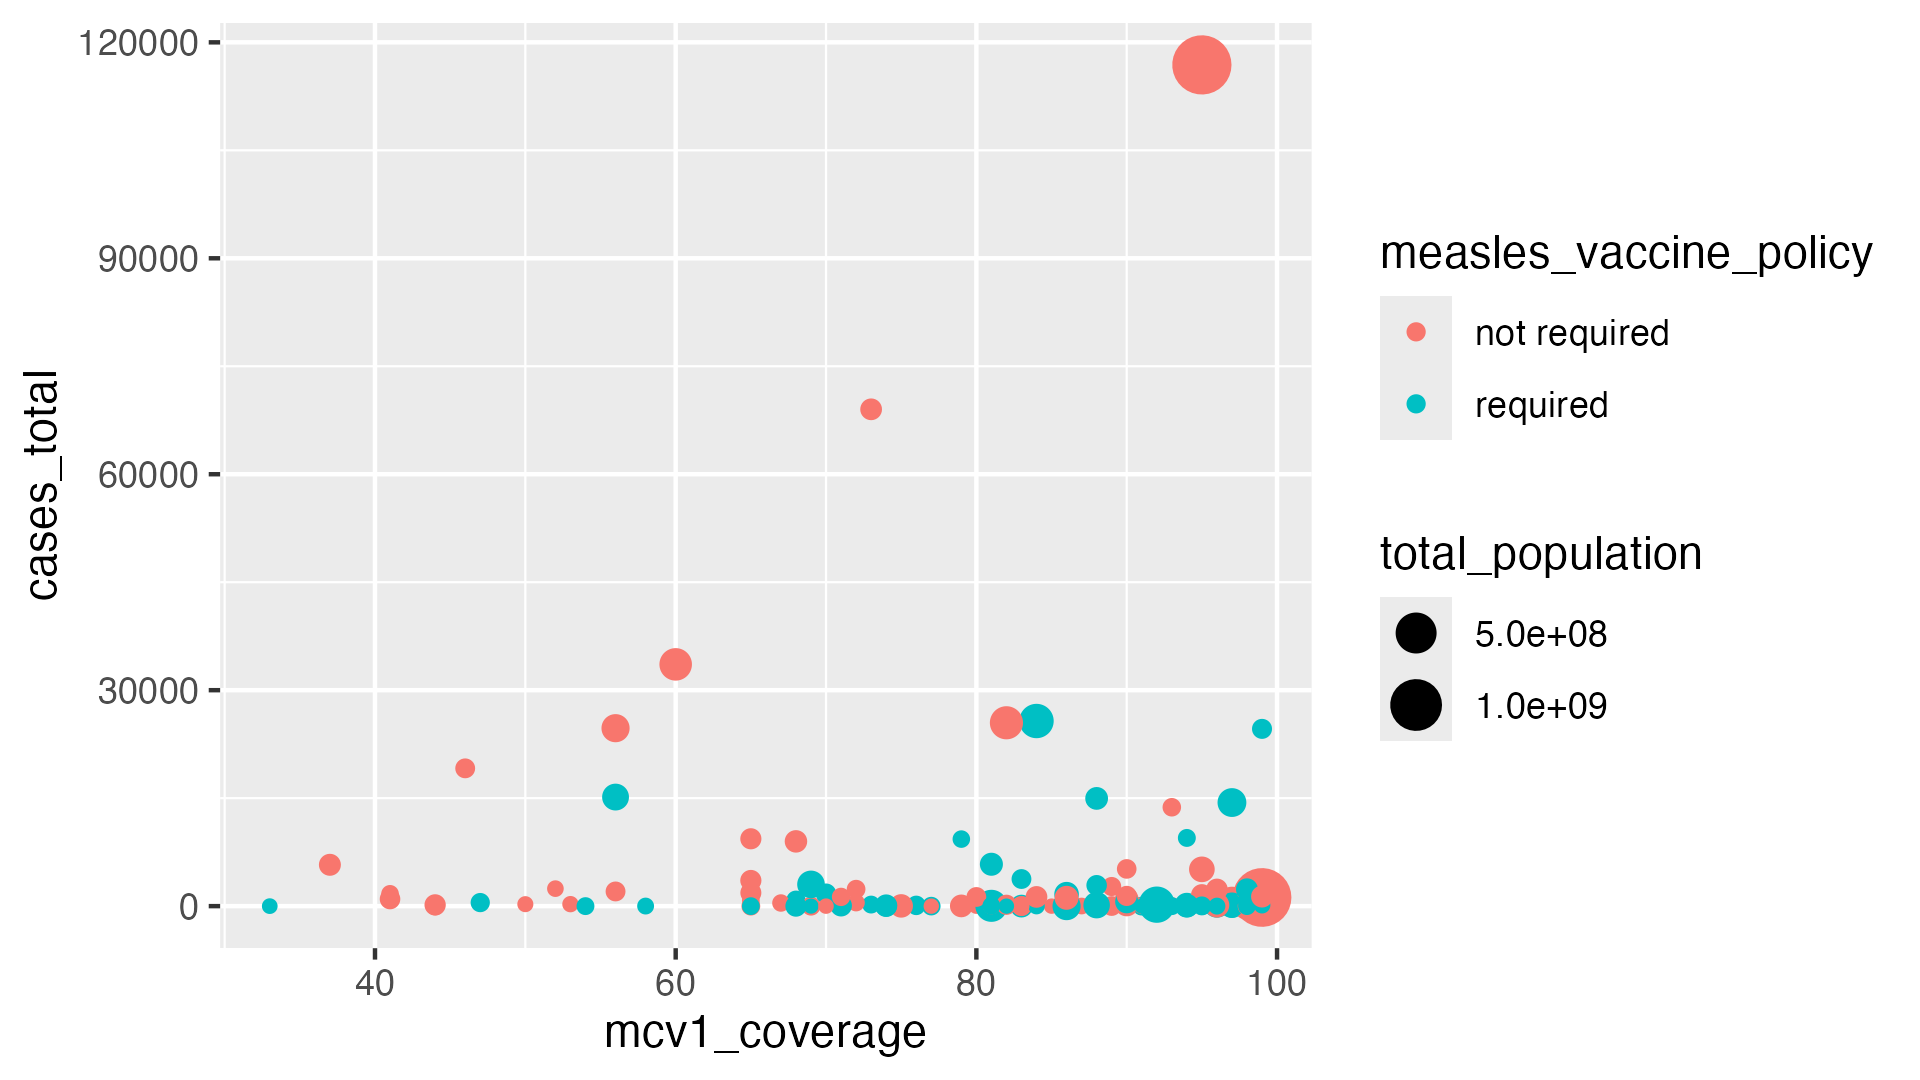 120000
90000
60000
30000
0
cases_total
40 60 80 100
mcv1_coverage
measles_vaccine_policy
not required
required
total_population
5.0e+08
1.0e+09